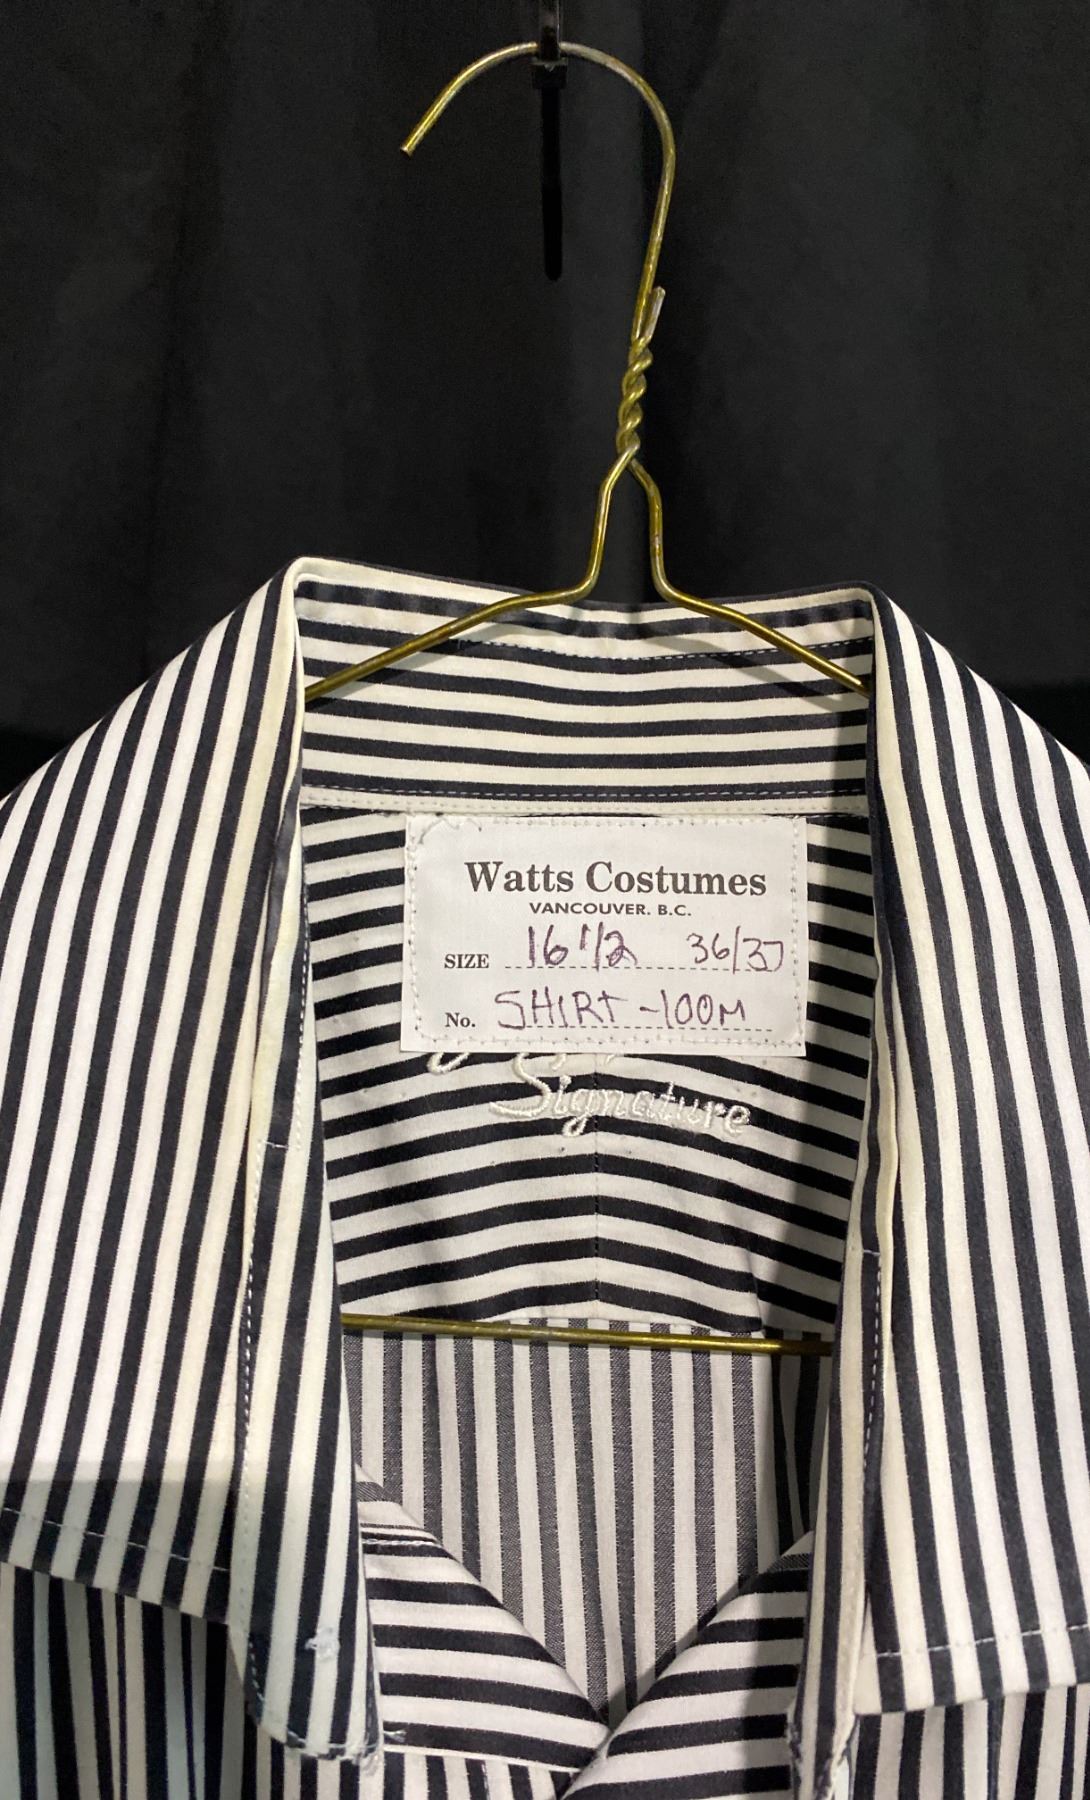 Watts Costumes
VANCOUVER. B.C.
SIZE 16 1/2 36/37
No. SHIRT -100M
Signature